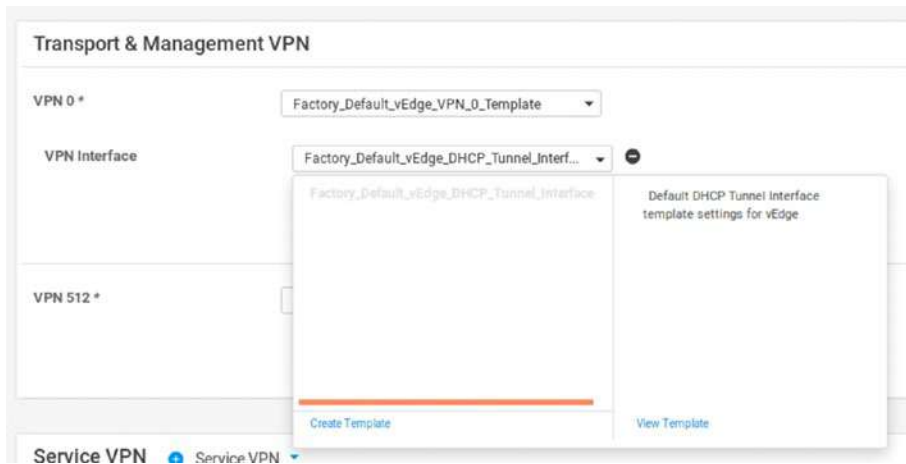 Transport & Management VPN
VPN 0 *
Factory_Default_vEdge_VPN_0_Template
VPN Interface
Factory_Default_vEdge_DHCP_Tunnel_Interf...
Factory_Default_vEdge_DHCP_Tunnel_Interface
Default DHCP Tunnel Interface
template settings for vEdge
VPN 512 *
Create Template
View Template
Service VPN
Service VPN